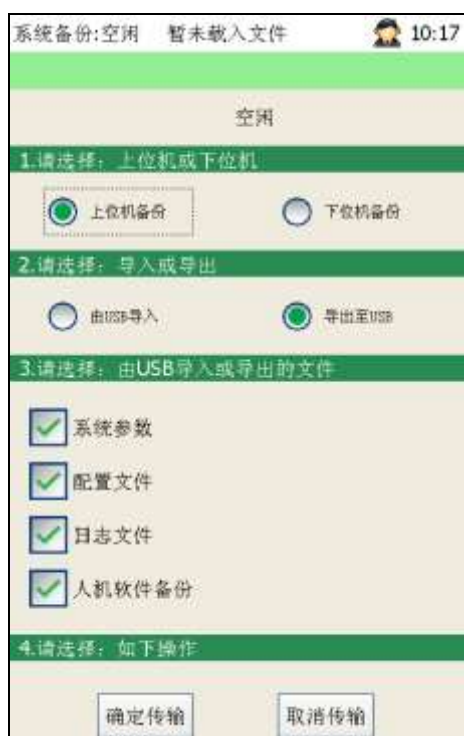 系统备份:空闲 暂未载入文件 10:17
空闲
1.请选择：上位机或下位机
上位机备份 下位机备份
2.请选择：导入或导出
由USB导入 导出至USB
3.请选择：由USB导入或导出的文件
系统参数
配置文件
日志文件
人机软件备份
4.请选择：如下操作
确定传输 取消传输